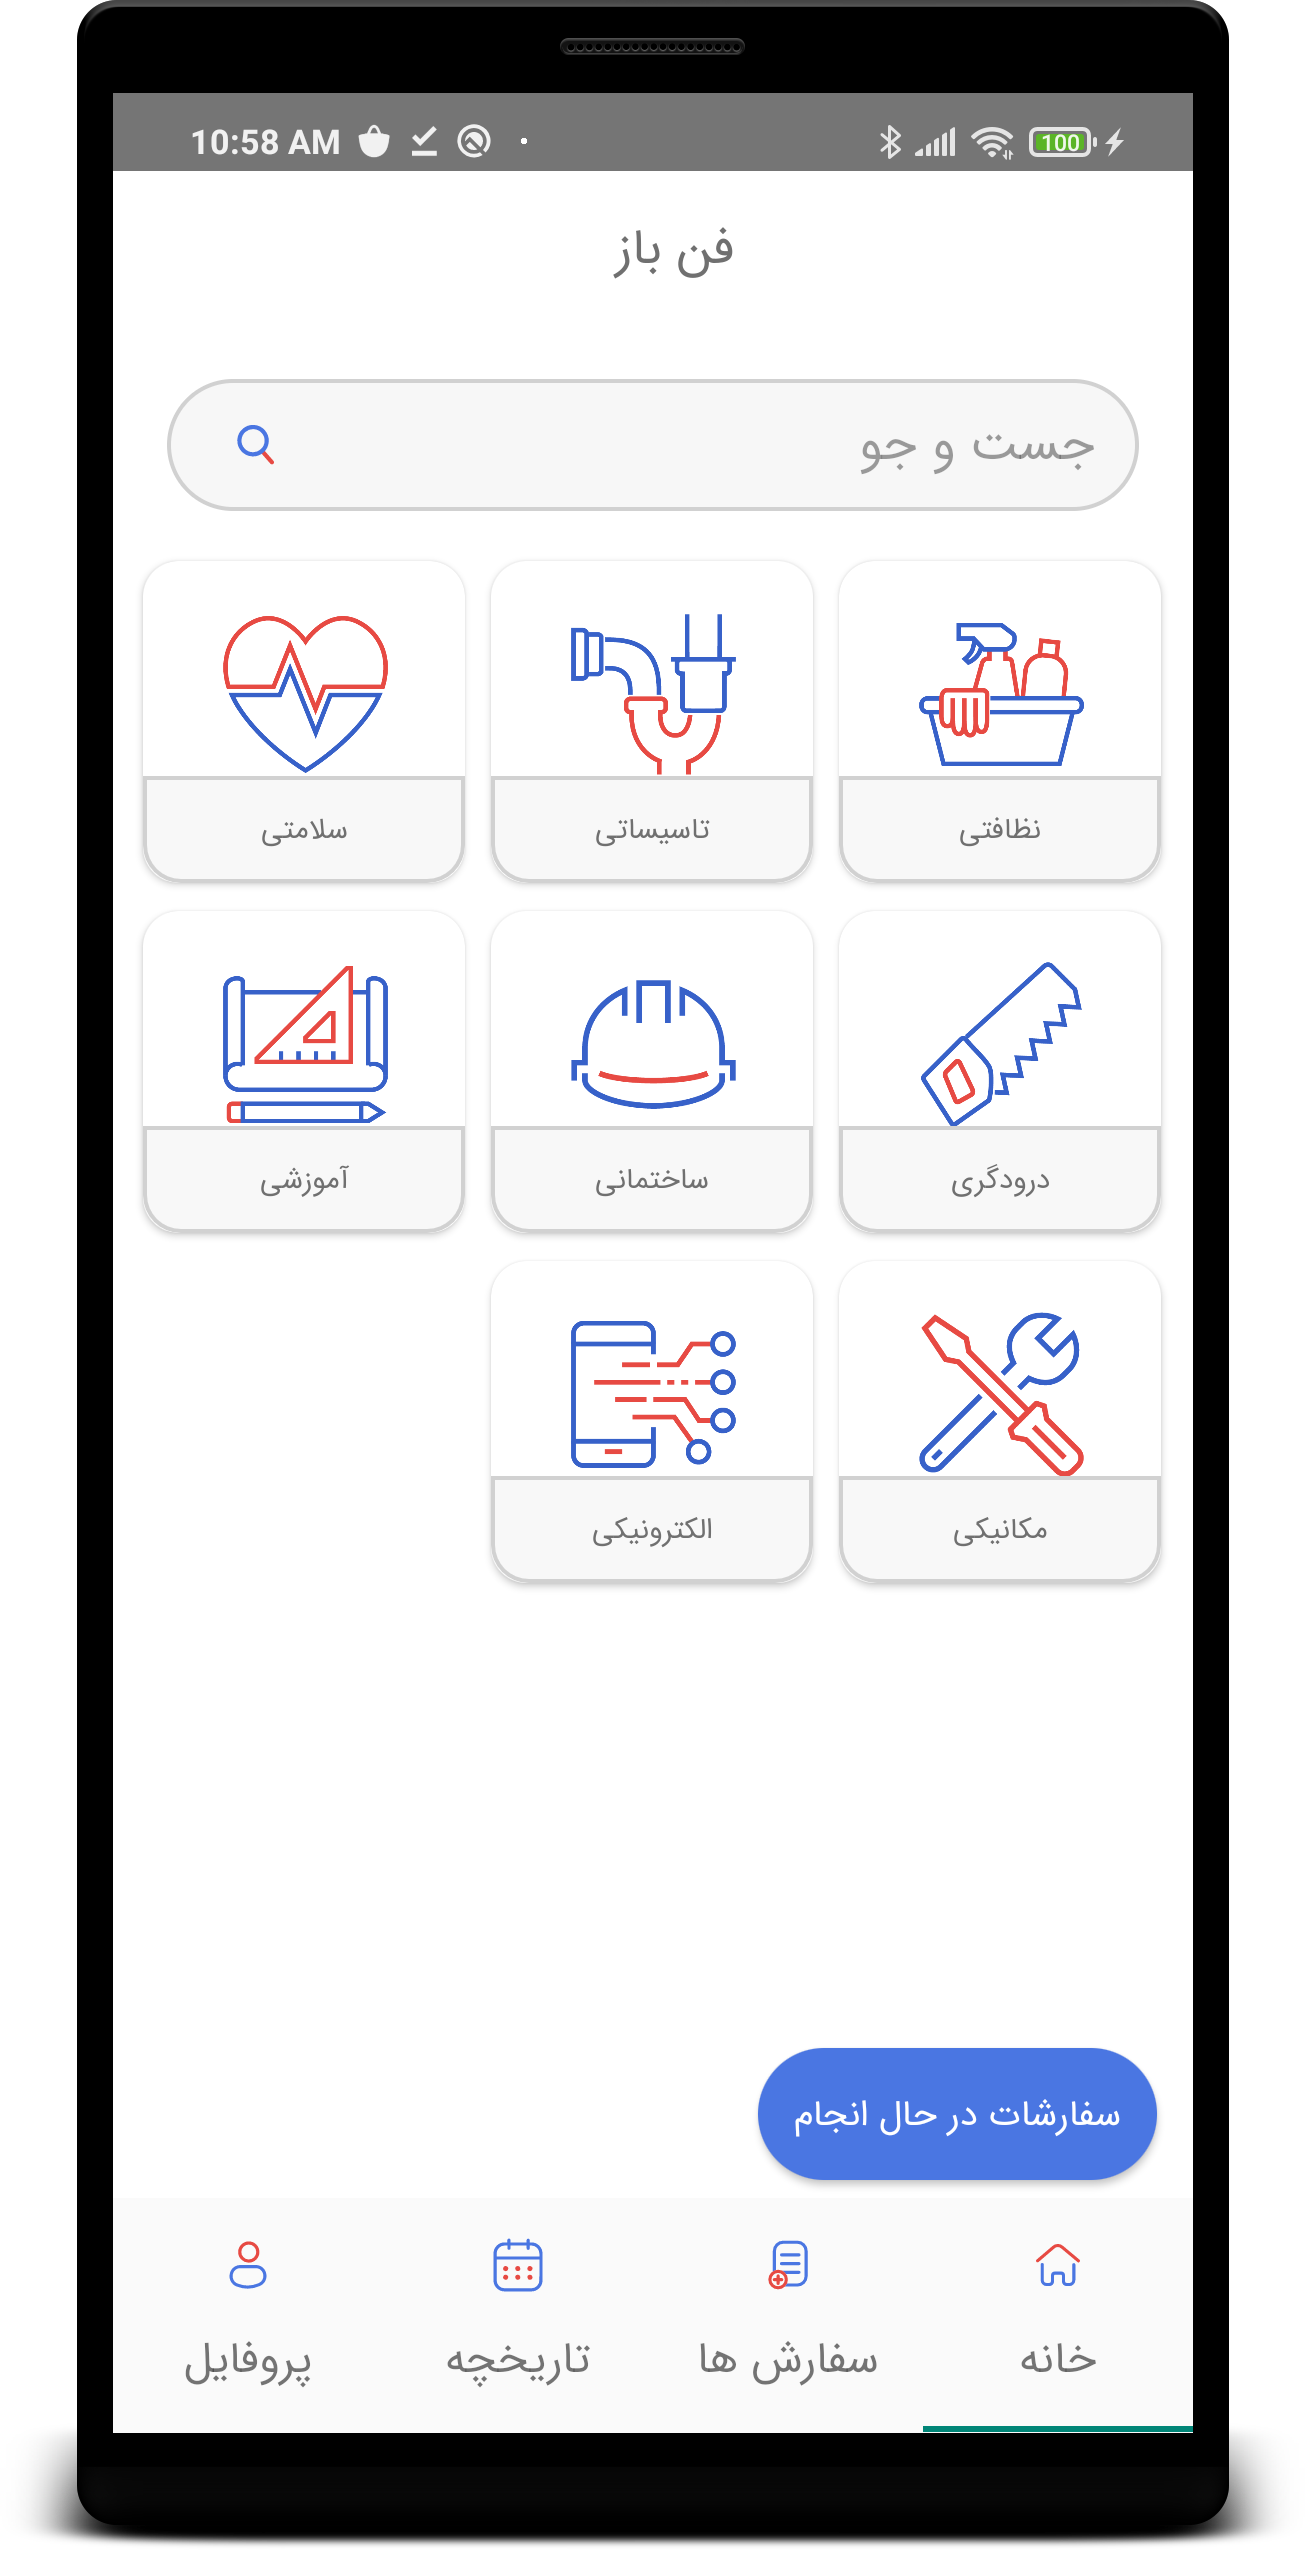 10:58 AM
100
فن باز
جست و جو
نظافتی
تاسیساتی
سلامتی
درودگری
ساختمانی
آموزشی
مکانیکی
الکترونیکی
سفارشات در حال انجام
خانه
سفارش ها
تاریخچه
پروفایل